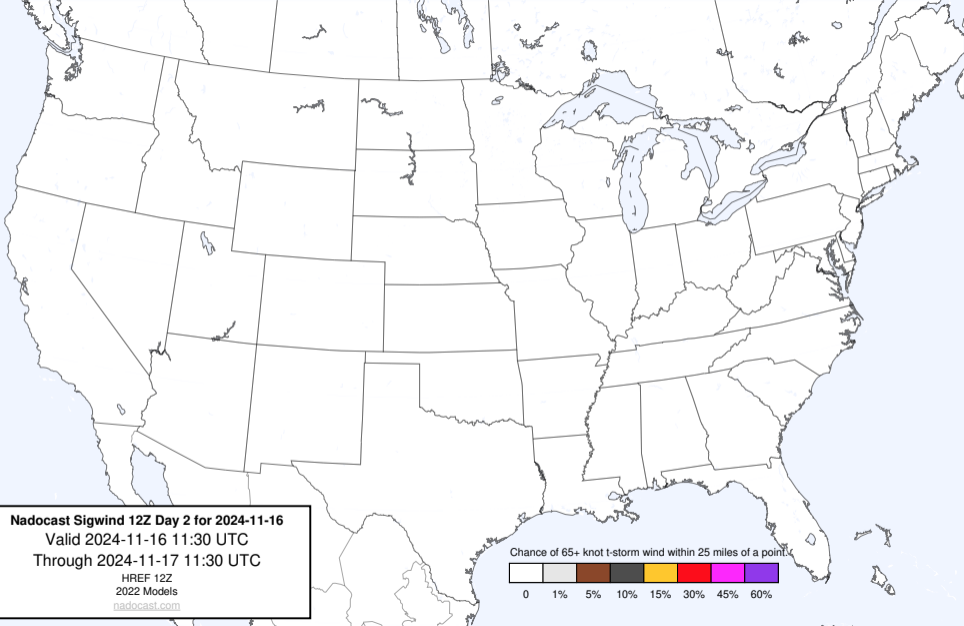 Nadocast Sigwind 12Z Day 2 for 2024-11-16
Valid 2024-11-16 11:30 UTC
Through 2024-11-17 11:30 UTC
HREF 12Z
2022 Models
nadocast.com
Chance of 65+ knot t-storm wind within 25 miles of a point.
0 1% 5% 10% 15% 30% 45% 60%